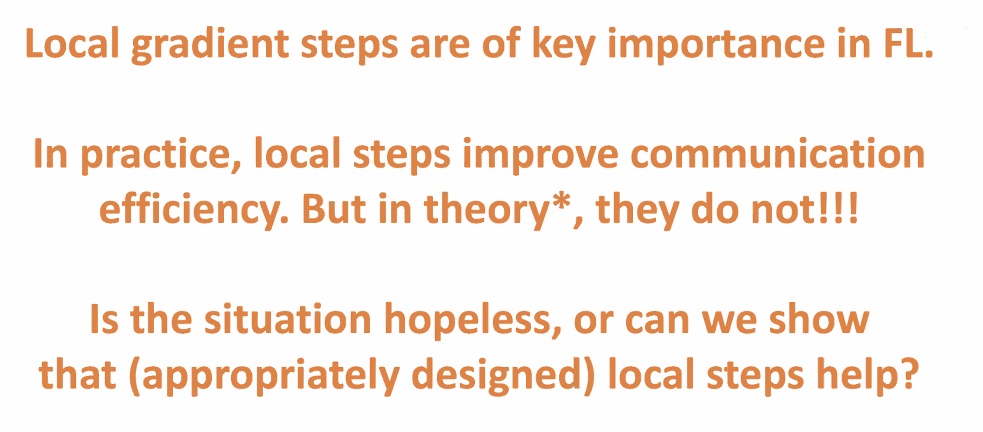 Local gradient steps are of key importance in FL.
In practice, local steps improve communication
efficiency. But in theory*, they do not!!!
Is the situation hopeless, or can we show
that (appropriately designed) local steps help?